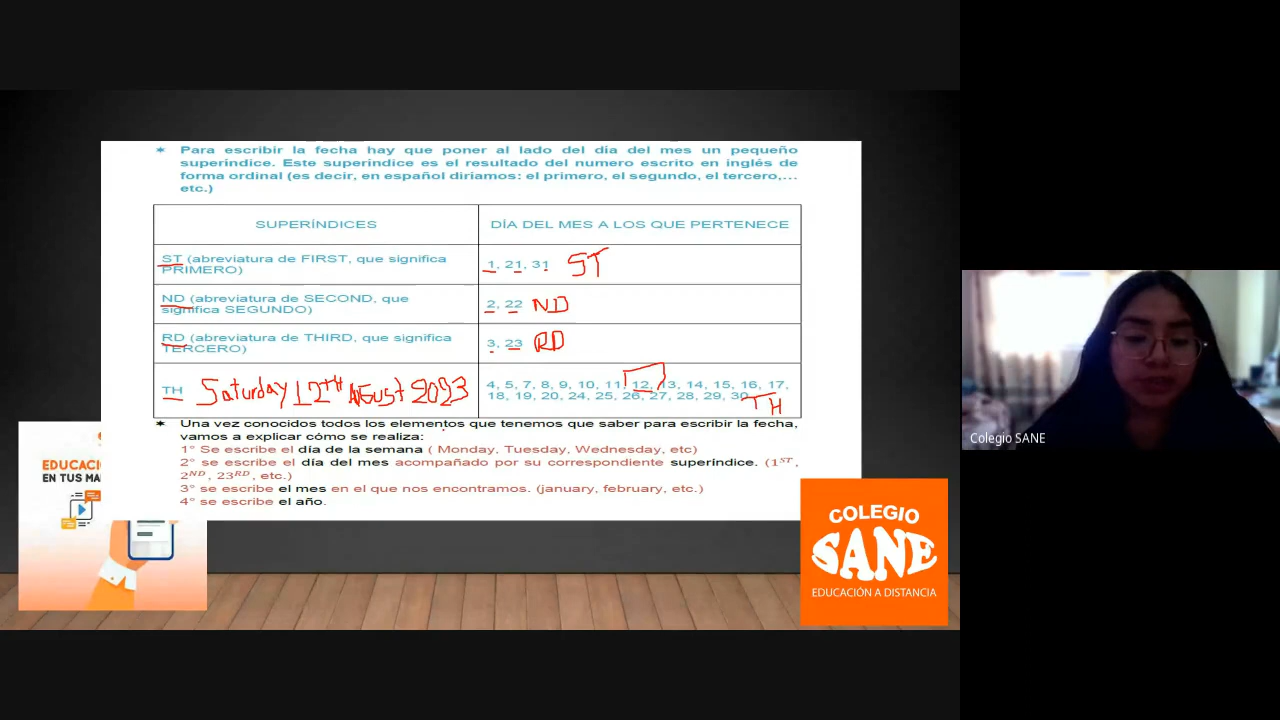 * Para escribir la fecha hay que poner al lado del día del mes un pequeño
superíndice. Este superíndice es el resultado del numero escrito en inglés de
forma ordinal (es decir, en español diríamos: el primero, el segundo, el tercero,...
etc.)
SUPERÍNDICES
DÍA DEL MES A LOS QUE PERTENECE
ST (abreviatura de FIRST, que significa
PRIMERO)
1, 21, 31 ST
ND (abreviatura de SECOND, que
significa SEGUNDO)
2, 22 ND
RD (abreviatura de THIRD, que significa
TERCERO)
3, 23 RD
TH Saturday 12TH AUGUST 2023
4, 5, 7, 8, 9, 10, 11, 12, 13, 14, 15, 16, 17,
18, 19, 20, 24, 25, 26, 27, 28, 29, 30 TH
* Una vez conocidos todos los elementos que tenemos que saber para escribir la fecha,
vamos a explicar cómo se realiza:
1° Se escribe el día de la semana ( Monday, Tuesday, Wednesday, etc)
2° se escribe el día del mes acompañado por su correspondiente superíndice. (1ST,
2ND, 23RD, etc.)
3° se escribe el mes en el que nos encontramos. (january, february, etc.)
4° se escribe el año.
COLEGIO
SANE
EDUCACIÓN A DISTANCIA
Colegio SANE